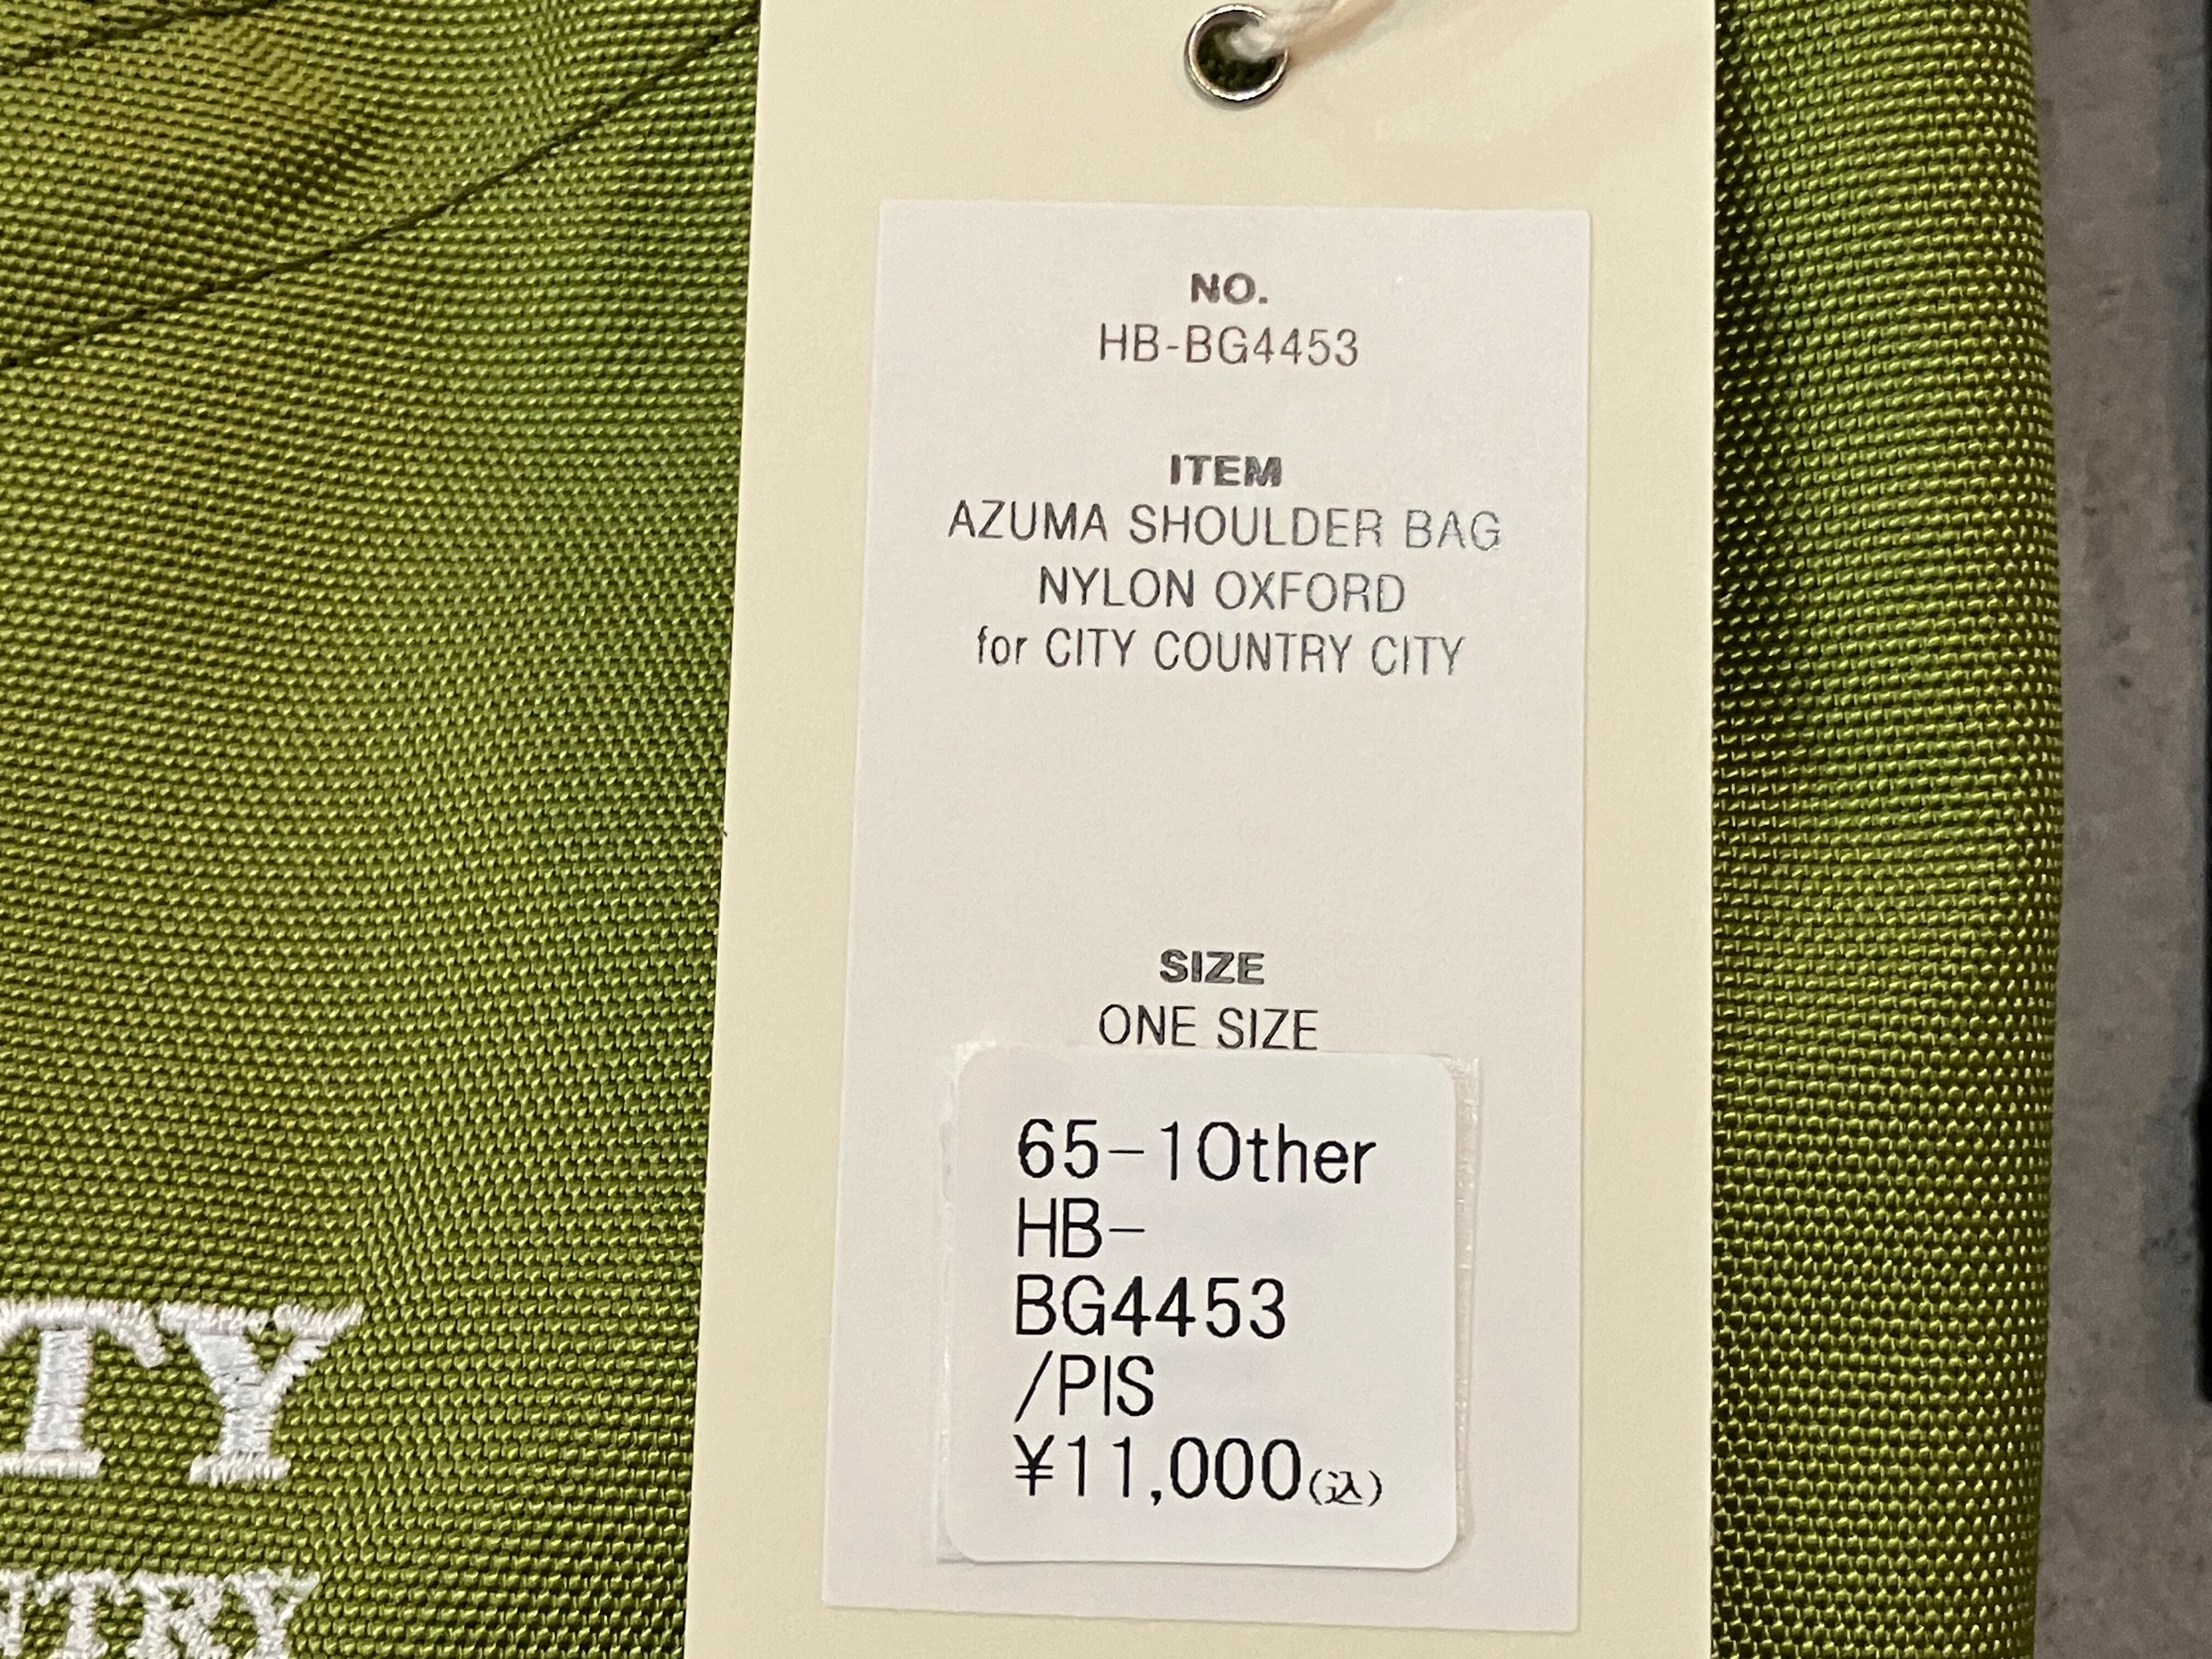 NO.
HB-BG4453
ITEM
AZUMA SHOULDER BAG
NYLON OXFORD
for CITY COUNTRY CITY
SIZE
ONE SIZE
65-1Other
HB-
BG4453
/PIS
¥11,000(込)
TY
NTRY